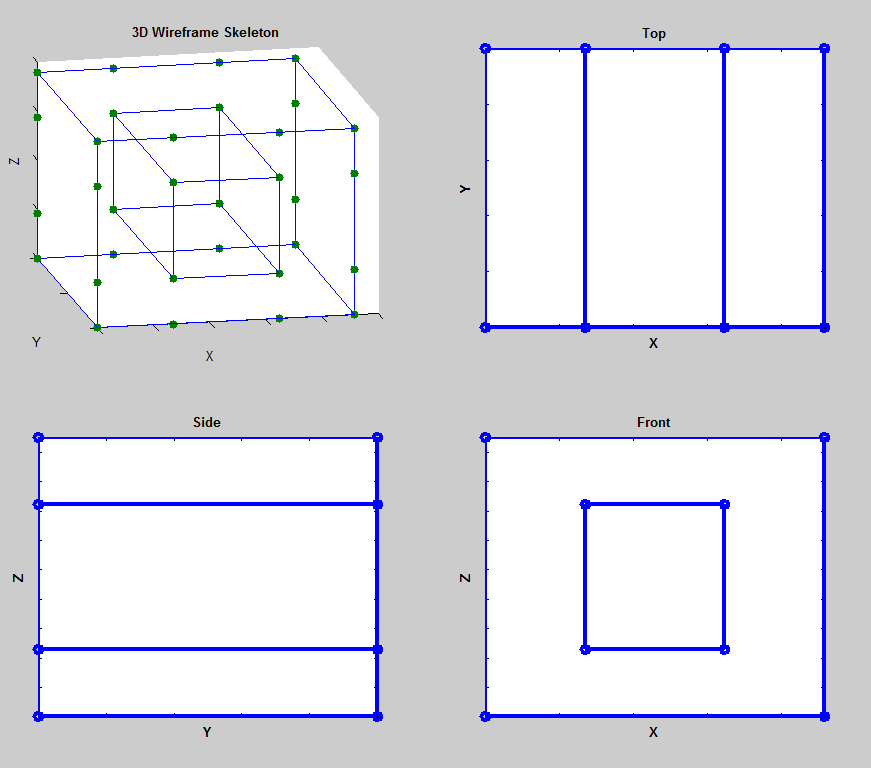 3D Wireframe Skeleton
Z
Y
X
Top
Y
X
Side
Z
Y
Front
Z
X